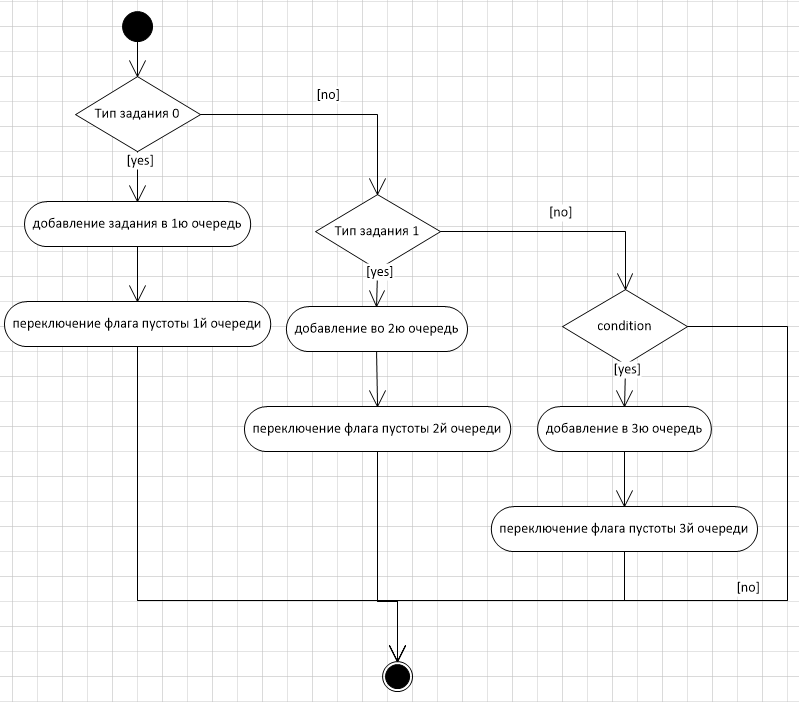 [no]
Тип задания 0
[yes]
[no]
добавление задания в 1ю очередь
Тип задания 1
[yes]
переключение флага пустоты 1й очереди
добавление во 2ю очередь
condition
[yes]
переключение флага пустоты 2й очереди
добавление в 3ю очередь
переключение флага пустоты 3й очереди
[no]